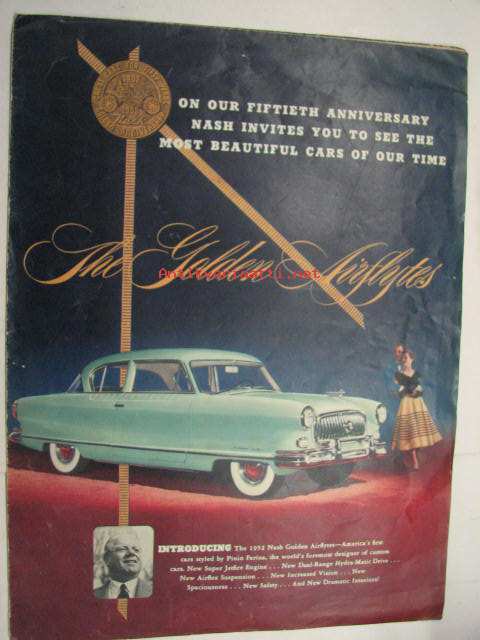 ON OUR FIFTIETH ANNIVERSARY
NASH INVITES YOU TO SEE THE
MOST BEAUTIFUL CARS OF OUR TIME
The Golden Airflytes
INTRODUCING The 1952 Nash Golden Airflytes—America's first
cars styled by Pinin Farina, the world's foremost designer of custom
cars. New Super Jetfire Engine . . . New Dual-Range Hydra-Matic Drive . . .
New Airflex Suspension . . . New Increased Vision . . . New
Spaciousness . . . New Safety . . . And New Dramatic Interiors!